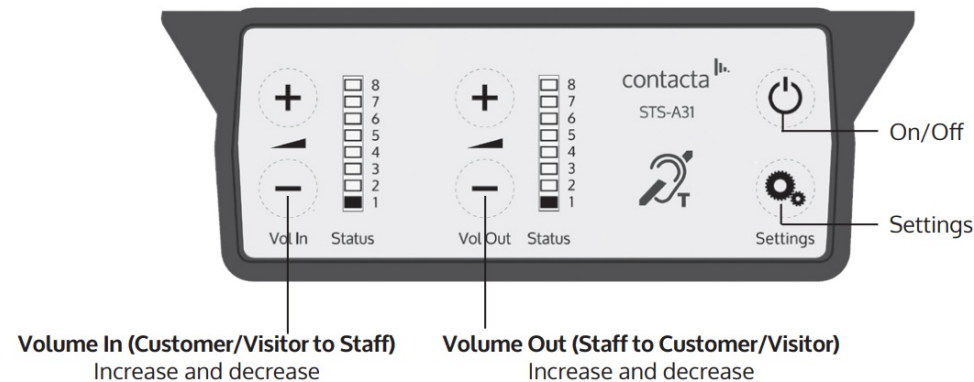 8
7
6
5
4
3
2
1
Vol In Status
8
7
6
5
4
3
2
1
Vol Out Status
contacta
STS-A31
T
Settings
On/Off
Settings
Volume In (Customer/Visitor to Staff)
Increase and decrease
Volume Out (Staff to Customer/Visitor)
Increase and decrease